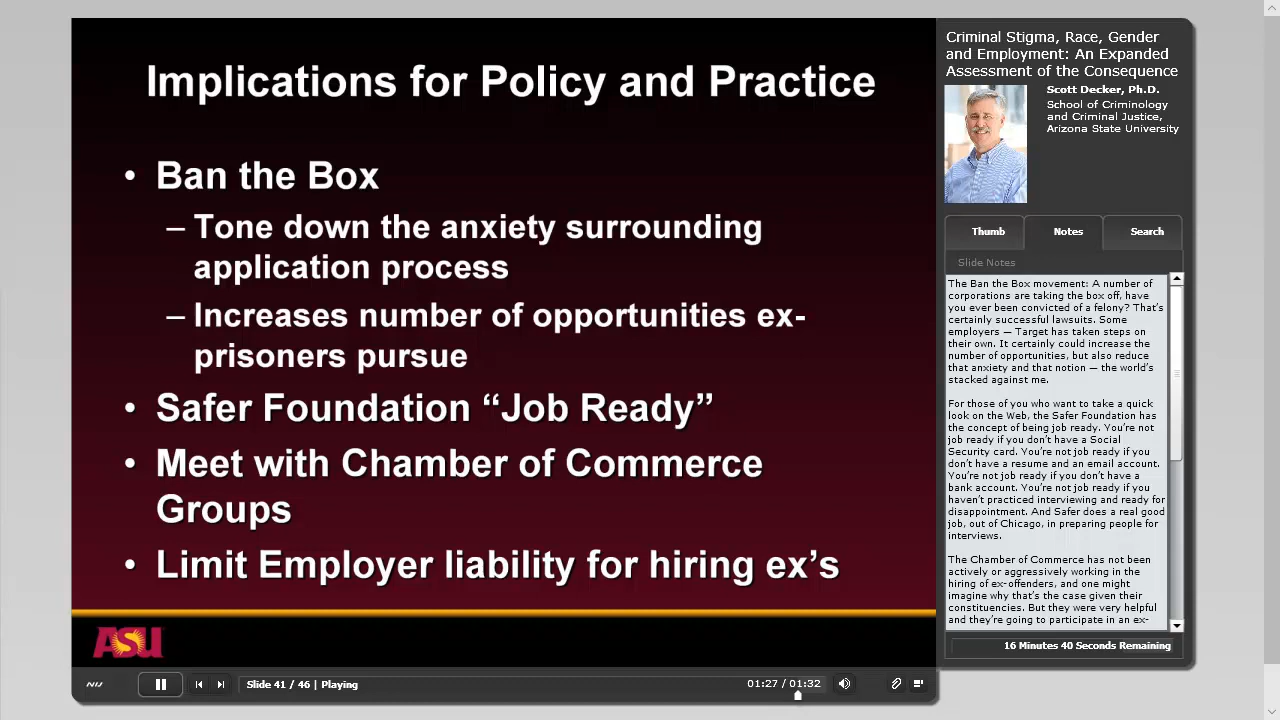 Implications for Policy and Practice
• Ban the Box
– Tone down the anxiety surrounding
application process
– Increases number of opportunities ex-
prisoners pursue
• Safer Foundation “Job Ready”
• Meet with Chamber of Commerce
Groups
• Limit Employer liability for hiring ex’s
ASU
Slide 41 / 46 | Playing
01:27 / 01:32
Criminal Stigma, Race, Gender
and Employment: An Expanded
Assessment of the Consequence
Scott Decker, Ph.D.
School of Criminology
and Criminal Justice,
Arizona State University
Thumb
Notes
Search
Slide Notes
The Ban the Box movement: A number of
corporations are taking the box off, have
you ever been convicted of a felony? That’s
certainly successful lawsuits. Some
employers — Target has taken steps on
their own. It certainly could increase the
number of opportunities, but also reduce
that anxiety and that notion — the world’s
stacked against me.
For those of you who want to take a quick
look on the Web, the Safer Foundation has
the concept of being job ready. You’re not
job ready if you don’t have a Social
Security card. You’re not job ready if you
don’t have a resume and an email account.
You’re not job ready if you don’t have a
bank account. You’re not job ready if you
haven’t practiced interviewing and ready for
disappointment. And Safer does a real good
job, out of Chicago, in preparing people for
interviews.
The Chamber of Commerce has not been
actively or aggressively working in the
hiring of ex-offenders, and one might
imagine why that’s the case given their
constituencies. But they were very helpful
and they’re going to participate in an ex-
16 Minutes 40 Seconds Remaining